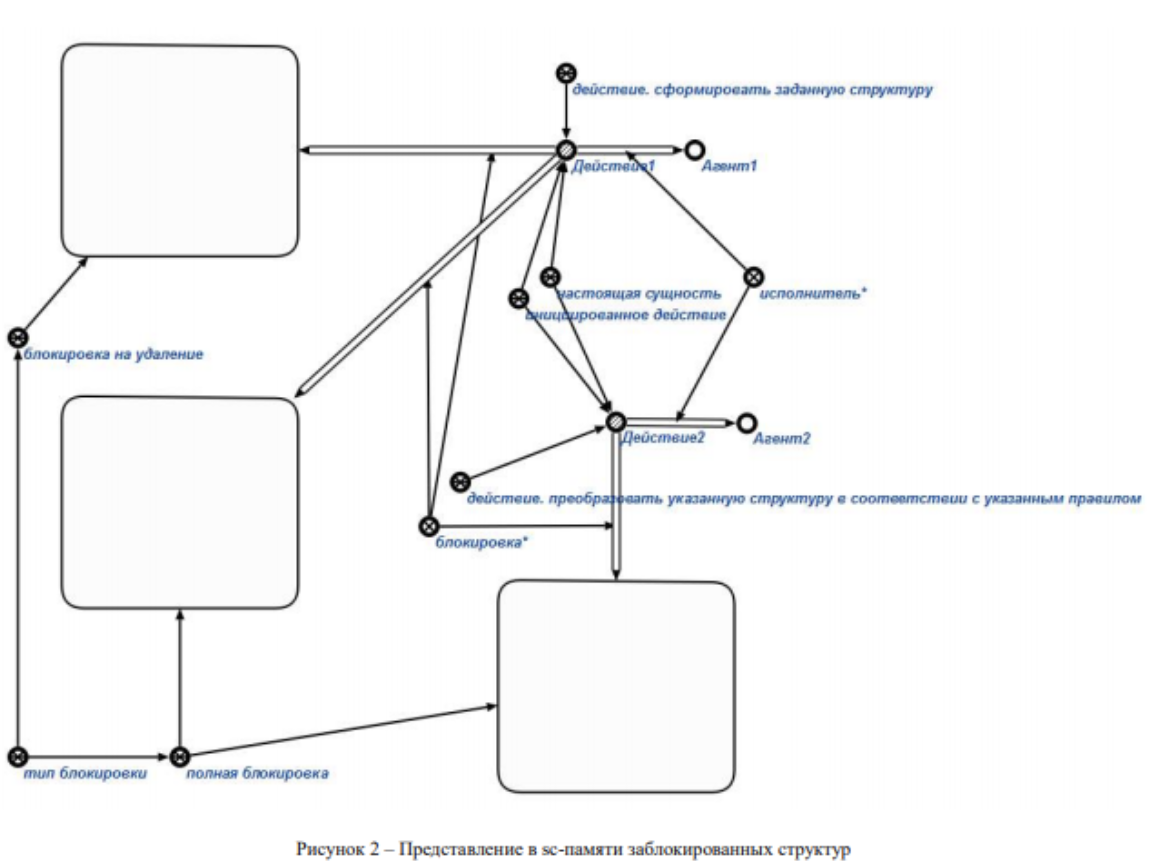 действие. сформировать заданную структуру
Действие1
Агент1
настоящая сущность
исполнитель*
инициированное действие
блокировка на удаление
Действие2
Агент2
действие. преобразовать указанную структуру в соответствии с указанным правилом
блокировка*
тип блокировки
полная блокировка
Рисунок 2 – Представление в sc-памяти заблокированных структур